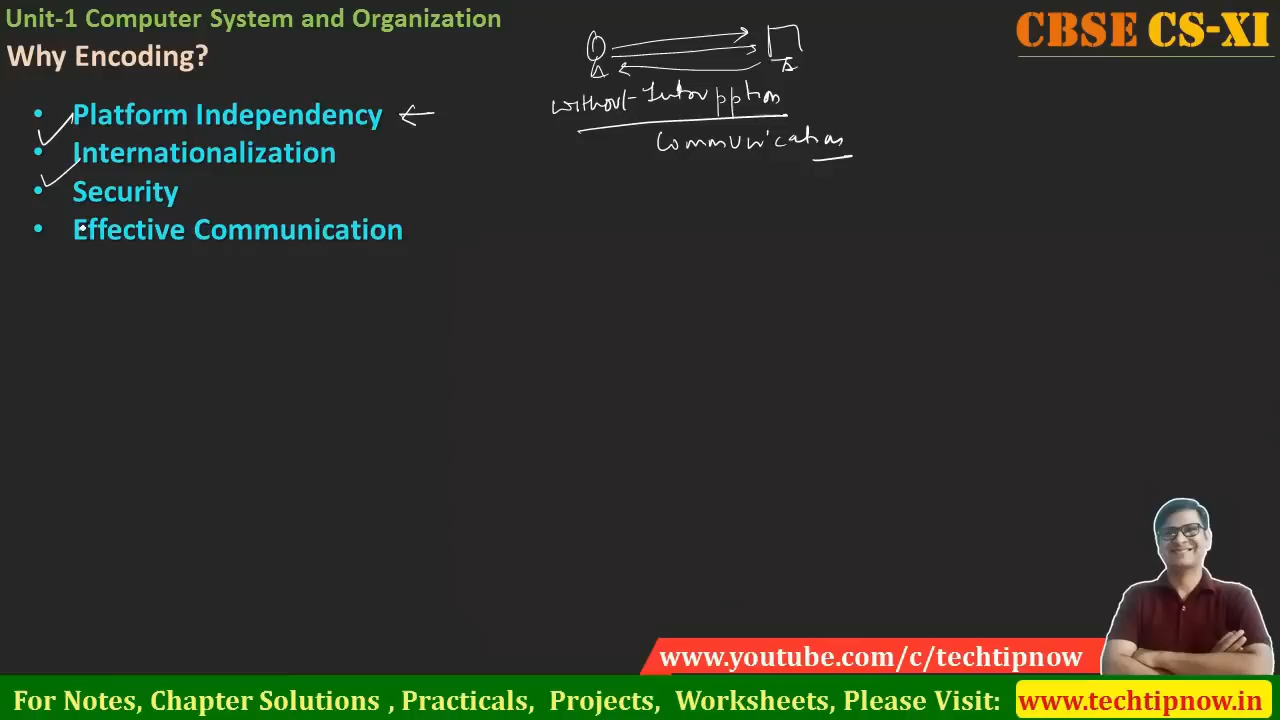 Unit-1 Computer System and Organization
CBSE CS-XI
Why Encoding?
• Platform Independency
• Internationalization
• Security
• Effective Communication
without-Intorpption
Communication
www.youtube.com/c/techtipnow
For Notes, Chapter Solutions , Practicals, Projects, Worksheets, Please Visit: www.techtipnow.in